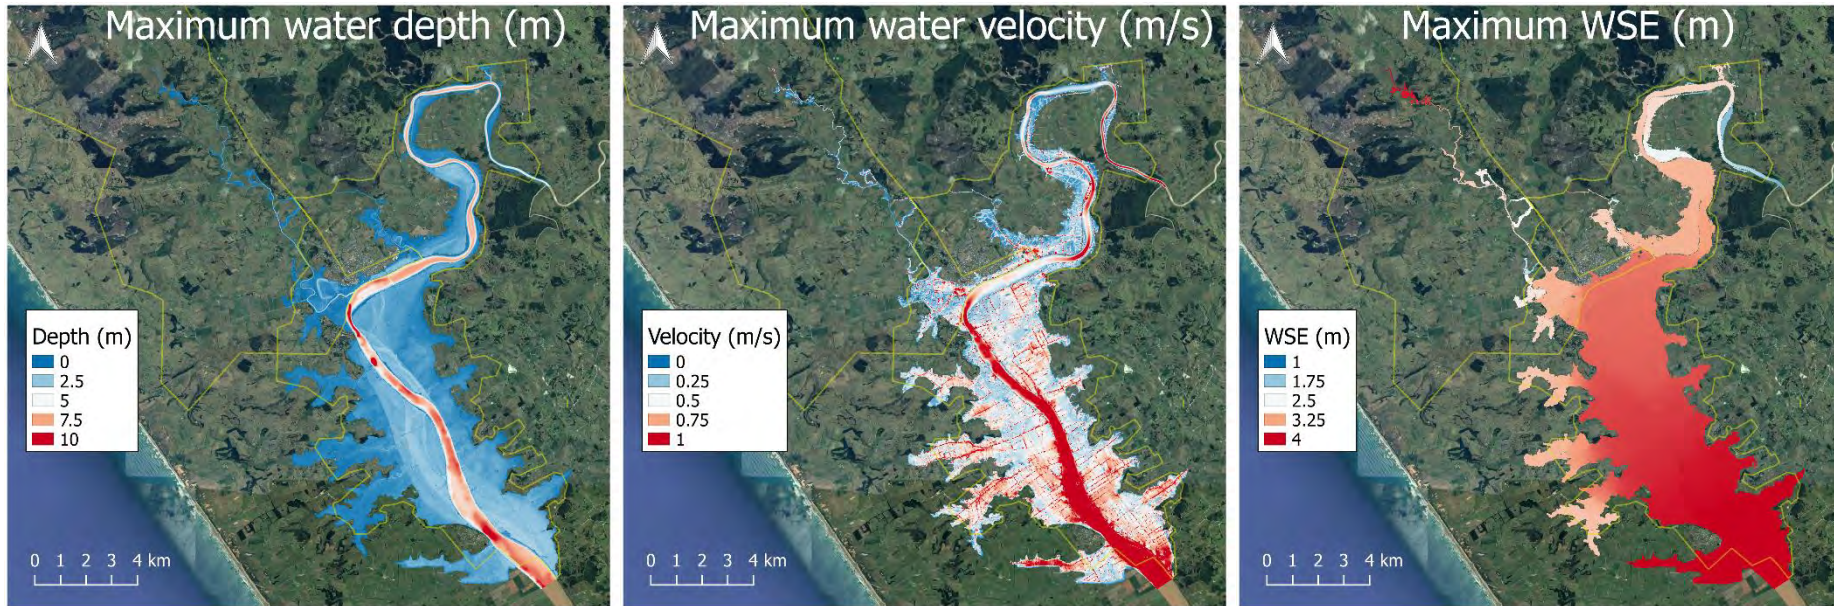 Maximum water depth (m)
Depth (m)
0
2.5
5
7.5
10
0 1 2 3 4 km
Maximum water velocity (m/s)
Velocity (m/s)
0
0.25
0.5
0.75
1
0 1 2 3 4 km
Maximum WSE (m)
WSE (m)
1
1.75
2.5
3.25
4
0 1 2 3 4 km